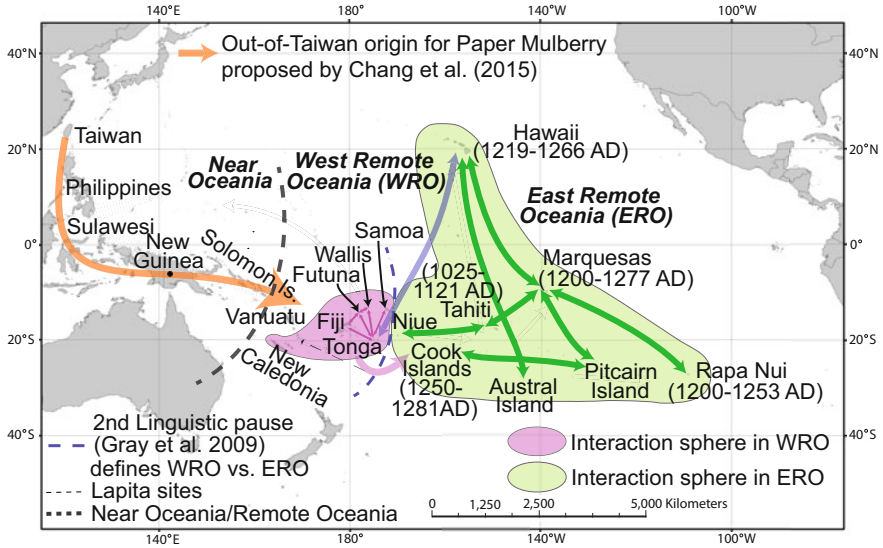 140°E
180°
140°W
100°W
40°N
Out-of-Taiwan origin for Paper Mulberry
proposed by Chang et al. (2015)
40°N
Taiwan
Hawaii
(1219-1266 AD)
20°N
20°N
Near
Oceania
West Remote
Oceania (WRO)
Philippines
East Remote
Oceania (ERO)
Sulawesi
Samoa
0°
0°
New
Guinea
Solomon Is.
Wallis
Futuna
(1025-
1121 AD)
Marquesas
(1200-1277 AD)
Tahiti
Vanuatu
Fiji
Niue
20°S
20°S
Tonga
New
Caledonia
Cook
Islands
(1250-
1281AD)
Austral
Island
Pitcairn
Island
Rapa Nui
(1200-1253 AD)
2nd Linguistic pause
(Gray et al. 2009)
defines WRO vs. ERO
40°S
40°S
Interaction sphere in WRO
Interaction sphere in ERO
Lapita sites
Near Oceania/Remote Oceania
0
1,250
2,500
5,000 Kilometers
140°E
180°
140°W
100°W